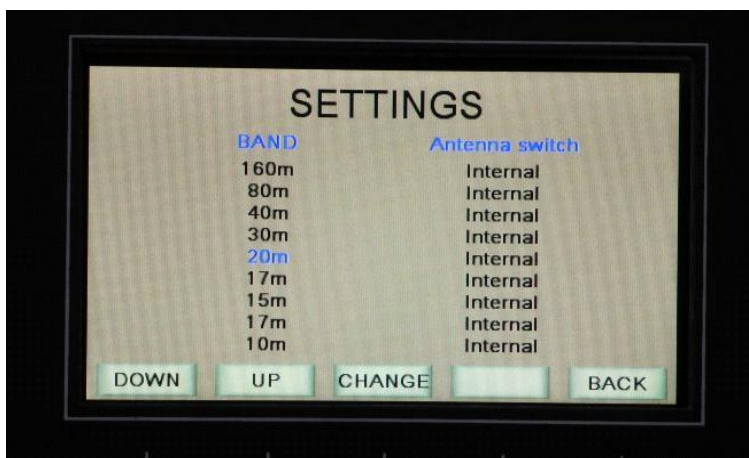 SETTINGS
BAND Antenna switch
160m Internal
80m Internal
40m Internal
30m Internal
20m Internal
17m Internal
15m Internal
17m Internal
10m Internal
DOWN UP CHANGE BACK